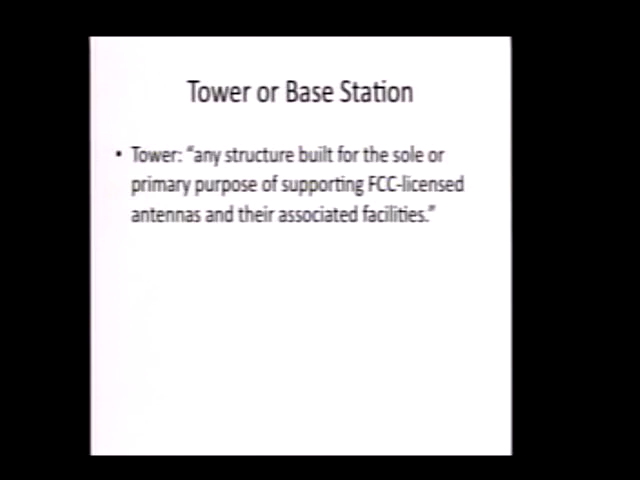 Tower or Base Station
• Tower: “any structure built for the sole or
primary purpose of supporting FCC-licensed
antennas and their associated facilities.”